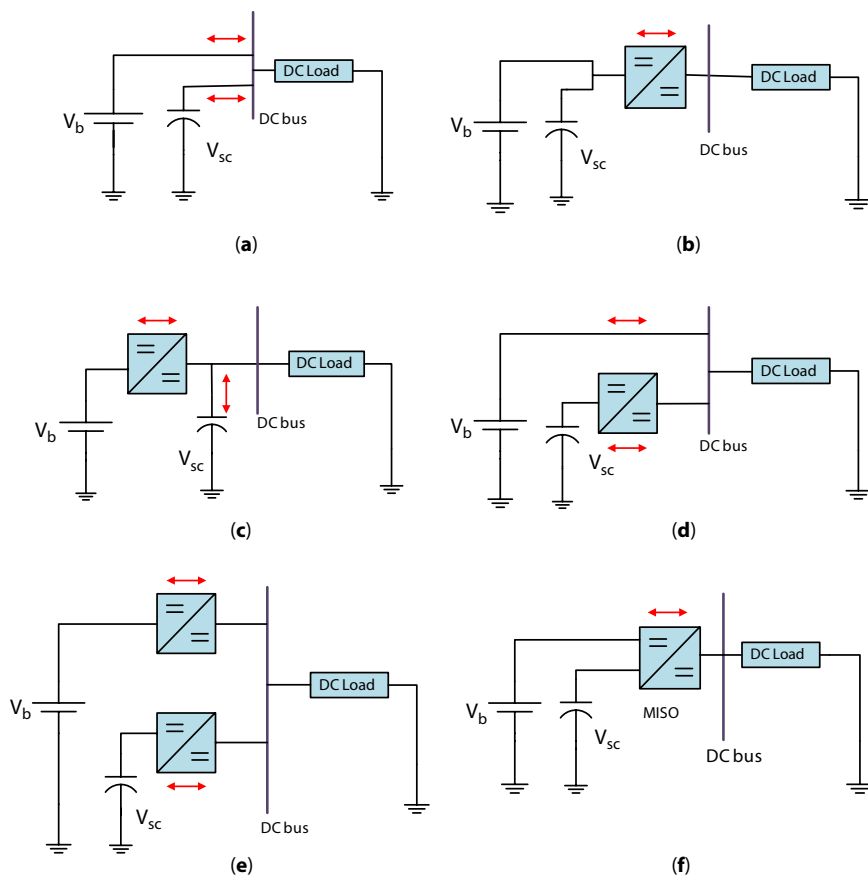 DC Load
V_b
V_sc
DC bus
(a)
DC Load
V_b
V_sc
DC bus
(b)
DC Load
V_b
V_sc
DC bus
(c)
DC Load
V_b
V_sc
DC bus
(d)
DC Load
V_b
V_sc
DC bus
(e)
DC Load
V_b
V_sc
MISO
DC bus
(f)